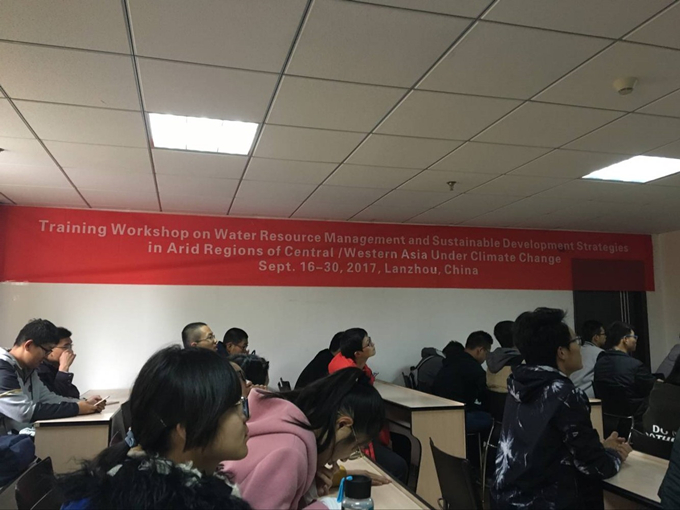 Training Workshop on Water Resource Management and Sustainable Development Strategies
in Arid Regions of Central /Western Asia Under Climate Change
Sept. 16-30, 2017, Lanzhou, China
DO